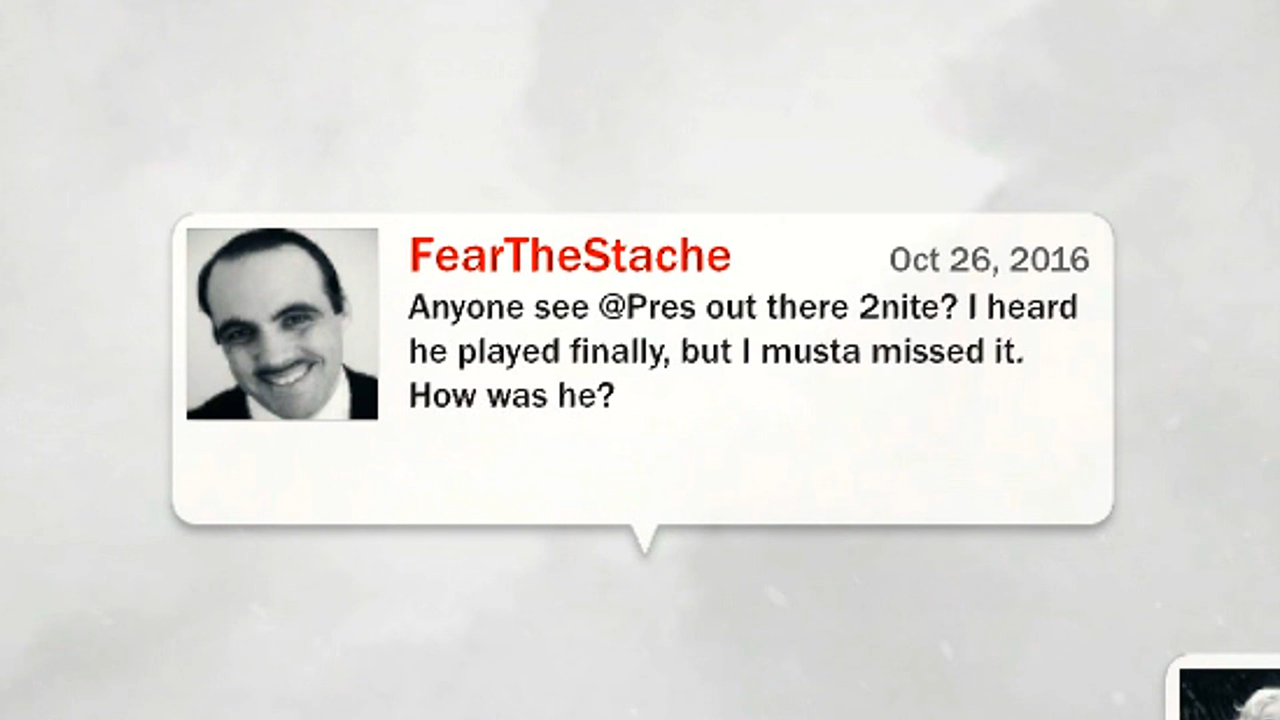 FearTheStache
Oct 26, 2016
Anyone see @Pres out there 2nite? I heard
he played finally, but I musta missed it.
How was he?